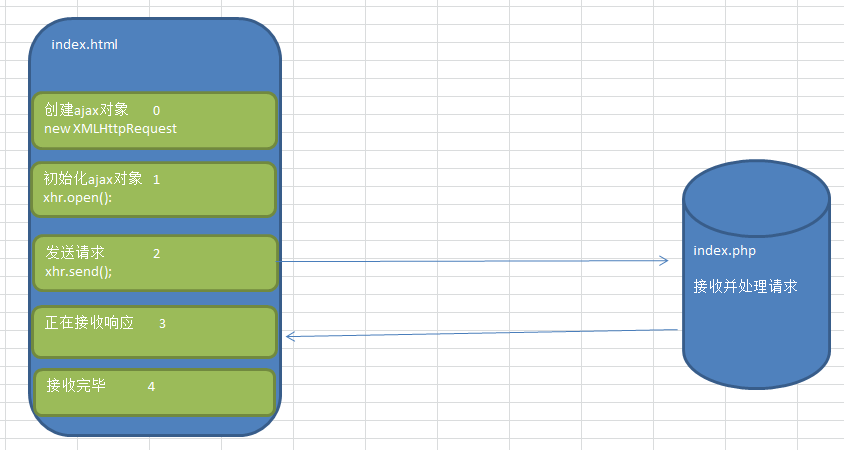 index.html
创建ajax对象 0
new XMLHttpRequest
初始化ajax对象 1
xhr.open():
发送请求 2
xhr.send();
正在接收响应 3
接收完毕 4
index.php
接收并处理请求